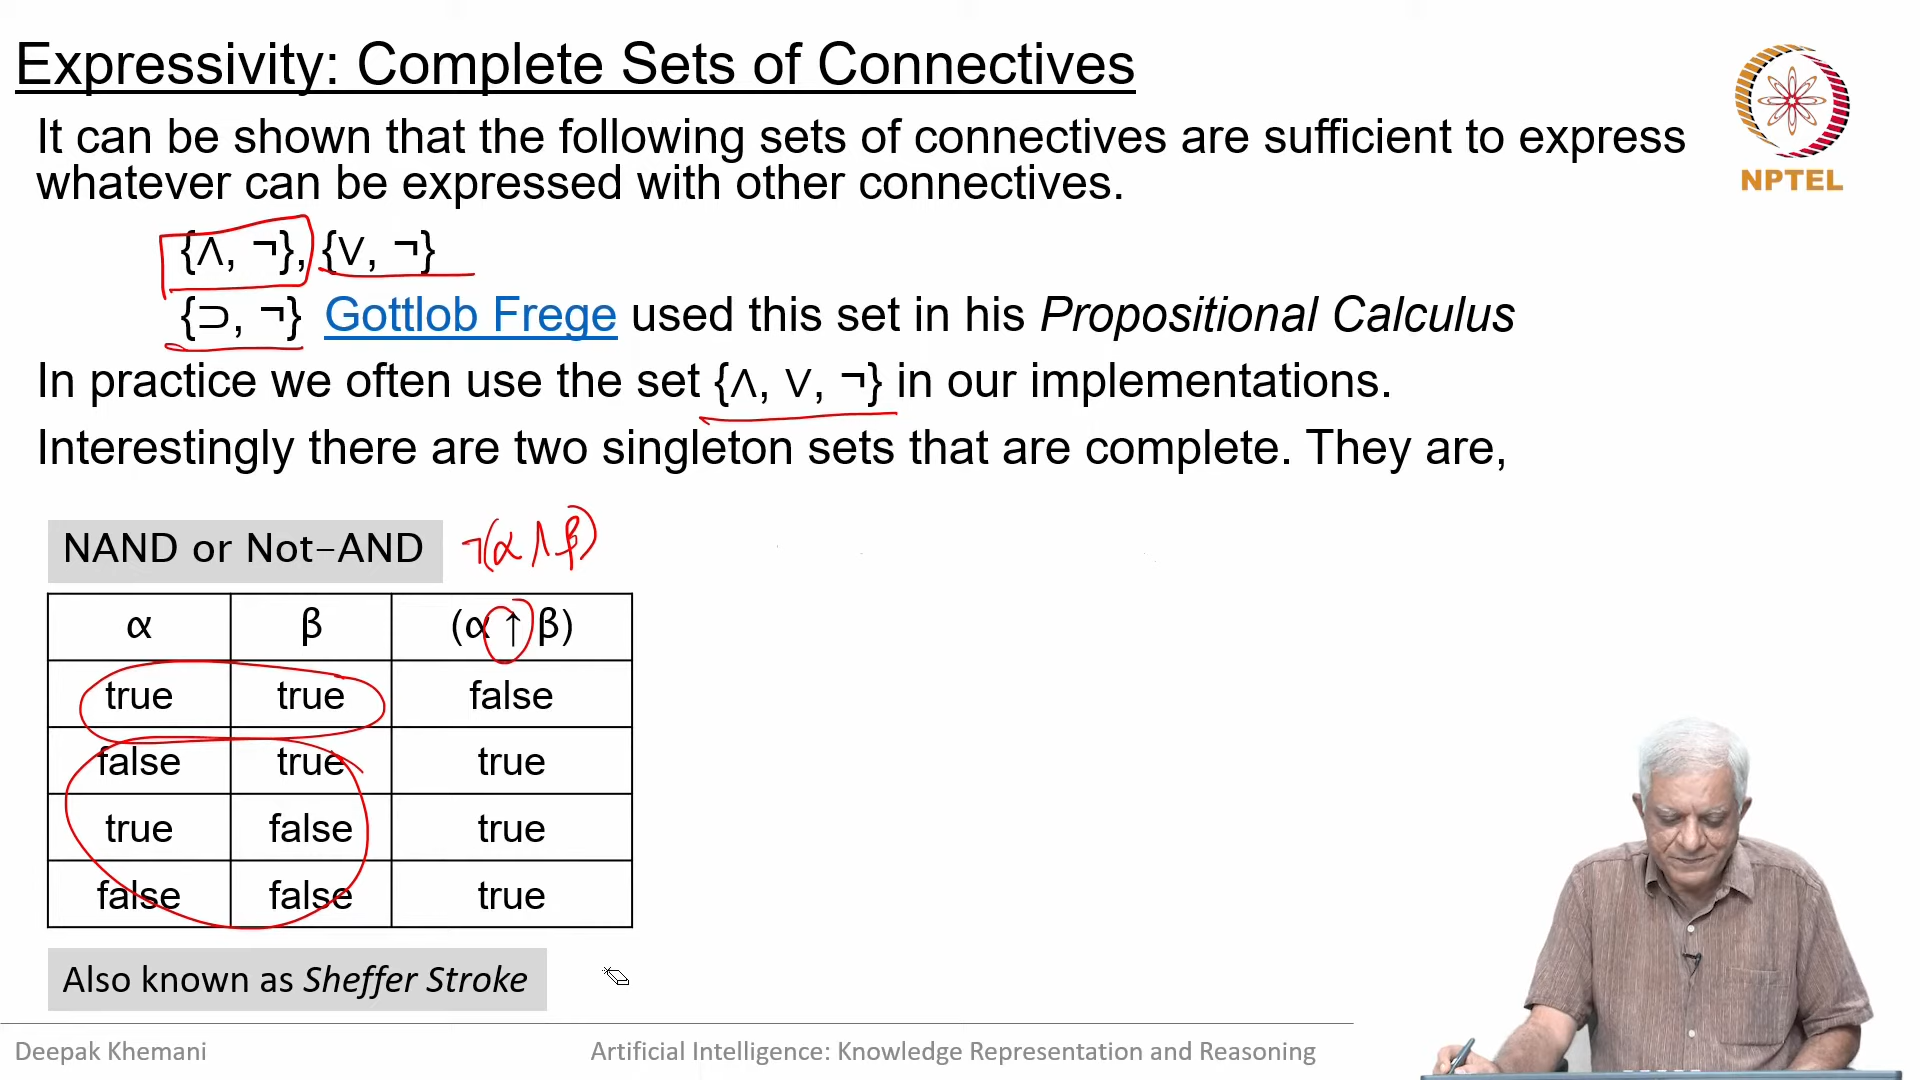 Expressivity: Complete Sets of Connectives
It can be shown that the following sets of connectives are sufficient to express
whatever can be expressed with other connectives.
{∧, ¬}, {∨, ¬}
{⊃, ¬} Gottlob Frege used this set in his Propositional Calculus
In practice we often use the set {∧, ∨, ¬} in our implementations.
Interestingly there are two singleton sets that are complete. They are,
NPTEL
NAND or Not-AND ¬(α ∧ β)
α β (α ↑ β)
true true false
false true true
true false true
false false true
Also known as Sheffer Stroke
Deepak Khemani Artificial Intelligence: Knowledge Representation and Reasoning